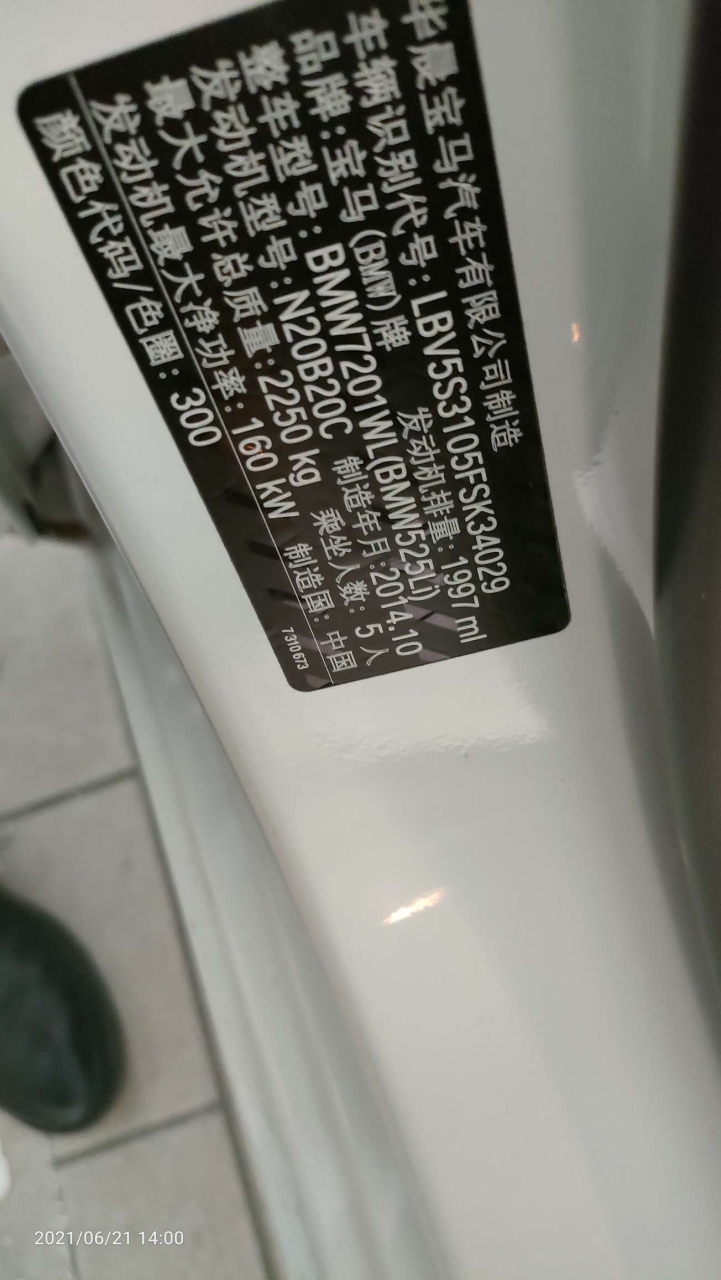 华晨宝马汽车有限公司制造
车辆识别代号：LBV5S3105FSK34029
品牌：宝马（BMW）牌 发动机排量：1997 ml
整车型号：BMW7201WL(BMW525Li)
发动机型号：N20B20C 制造年月：2014.10
最大允许总质量：2250 kg 乘坐人数：5人
发动机最大净功率：160 kW 制造国：中国
颜色代码/色圈：300 7 310 673
2021/06/21 14:00